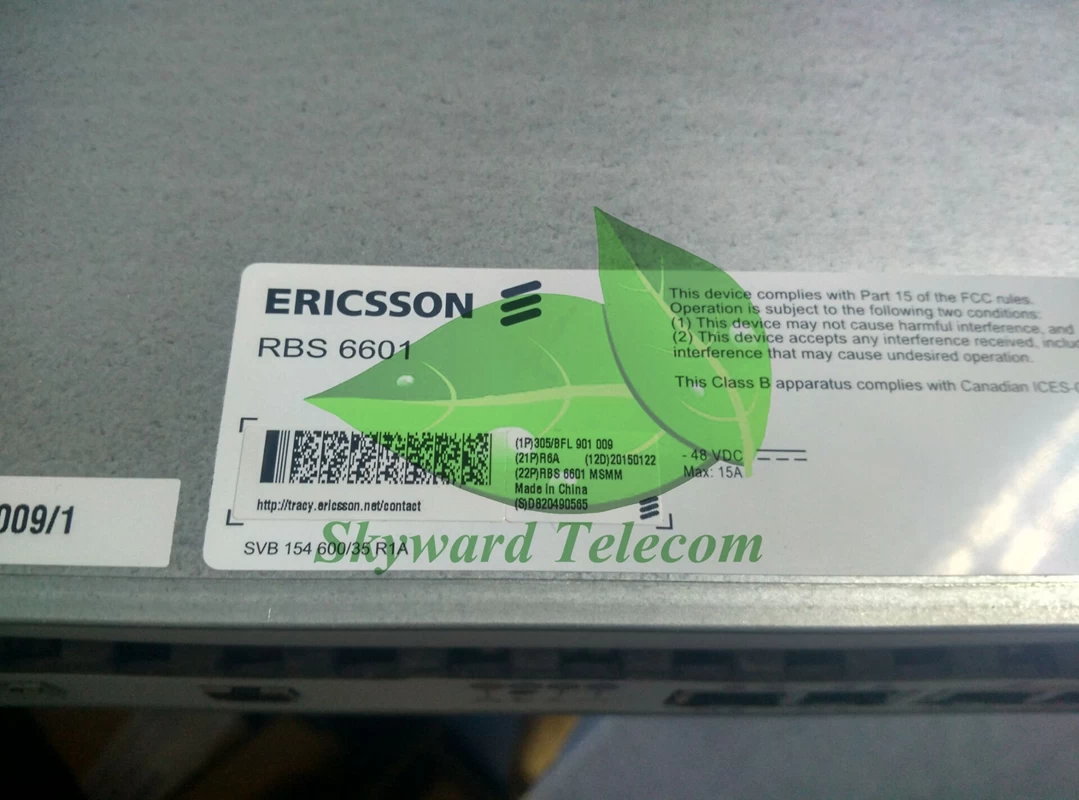 ERICSSON
RBS 6601
This device complies with Part 15 of the FCC rules.
Operation is subject to the following two conditions:
(1) This device may not cause harmful interference, and
(2) This device accepts any interference received,
interference that may cause undesired operation.
This Class B apparatus complies with Canadian ICES-
(1P)305/BFL 901 009
(21P)R6A (12D)20150122
(22P)RBS 6601 MSMM
Made in China
(S)D820490565
http://tracy.ericsson.net/contact
- 48 VDC
Max: 15A
SVB 154 600/35 R1A
009/1
Skyward Telecom